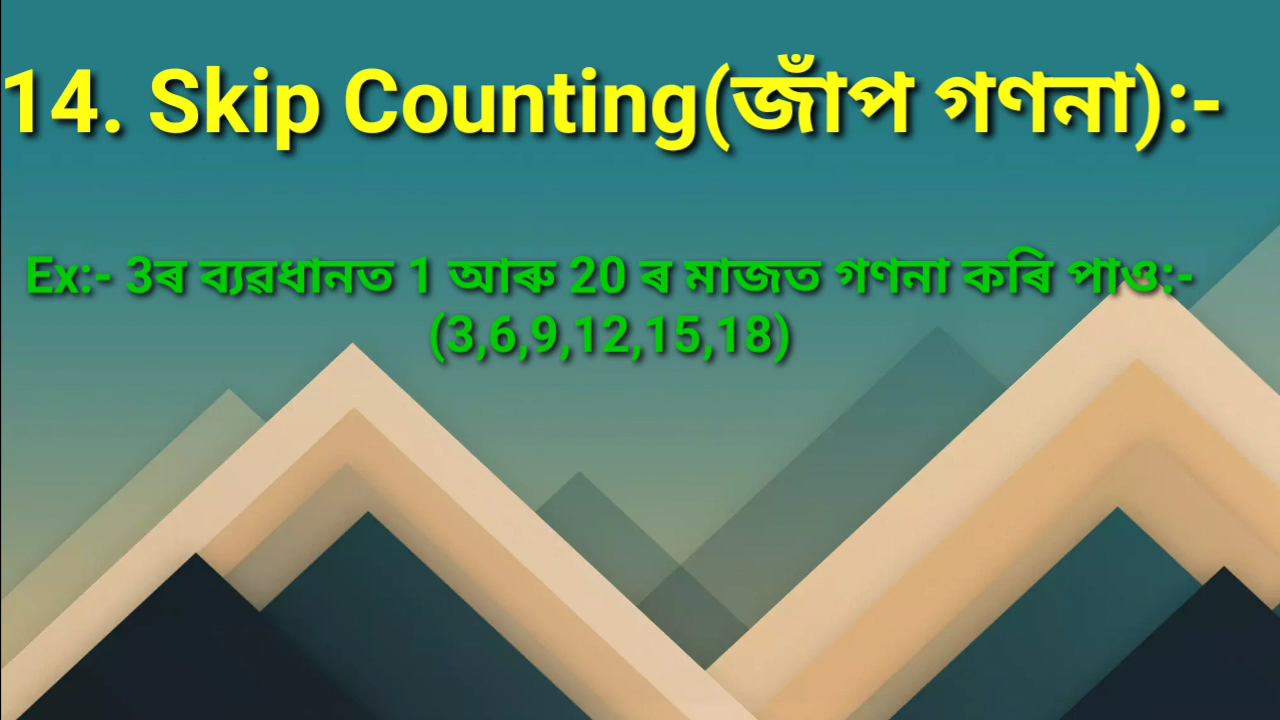 14. Skip Counting(জাঁপ গণনা):-
Ex:- 3ৰ ব্যৱধানত 1 আৰু 20 ৰ মাজত গণনা কৰি পাও:-
(3,6,9,12,15,18)